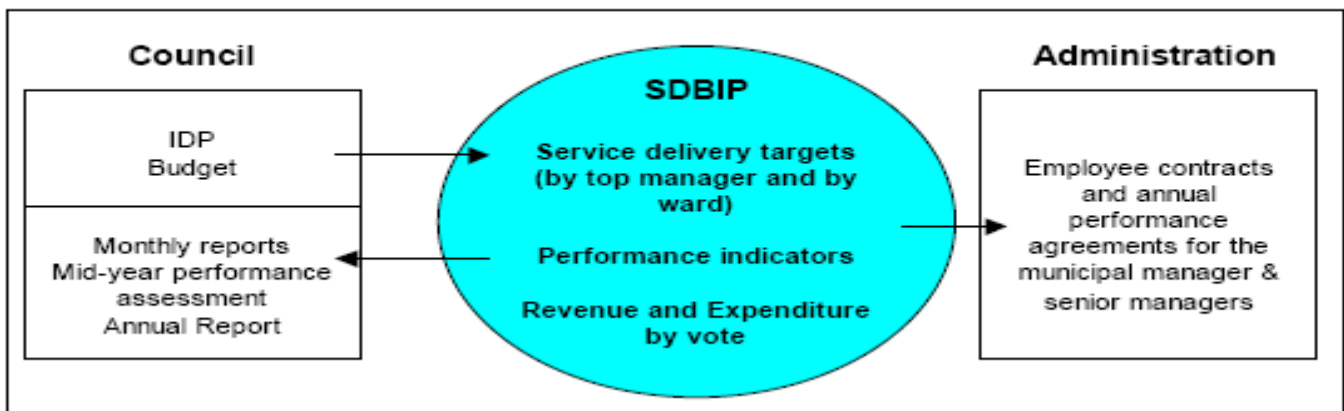 Council
IDP
Budget
Monthly reports
Mid-year performance
assessment
Annual Report
SDBIP
Service delivery targets
(by top manager and by
ward)
Performance indicators
Revenue and Expenditure
by vote
Administration
Employee contracts
and annual
performance
agreements for the
municipal manager &
senior managers